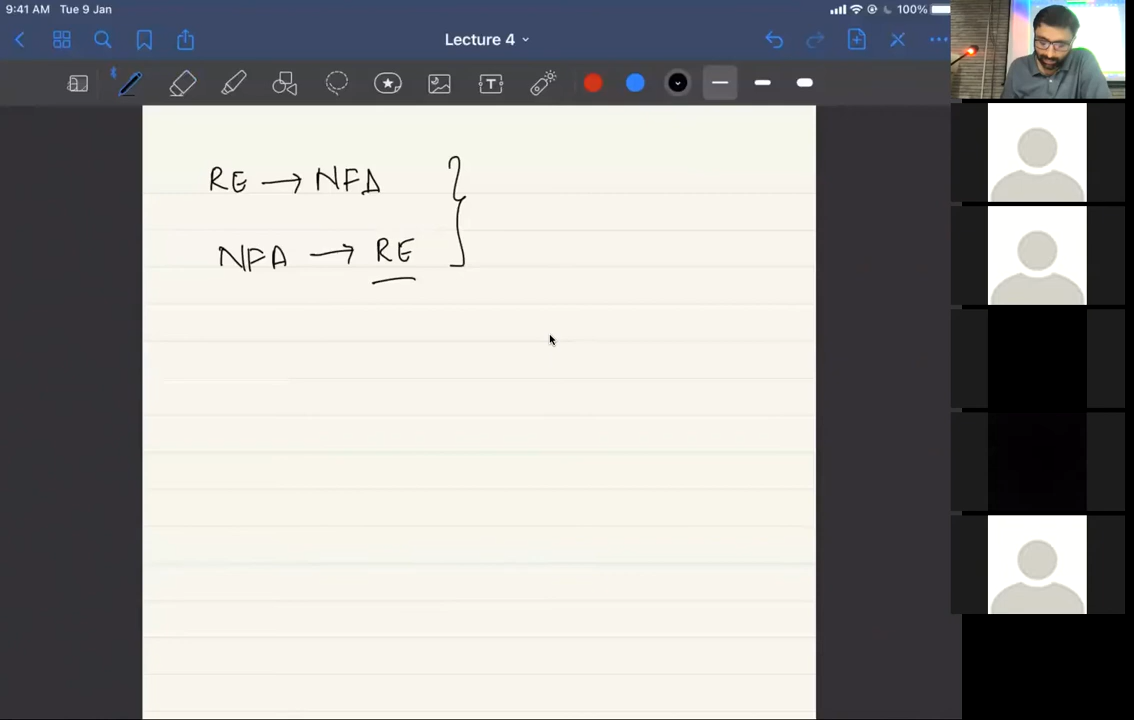 9:41 AM Tue 9 Jan
100%
Lecture 4
T
RE → NFA
NFA → RE